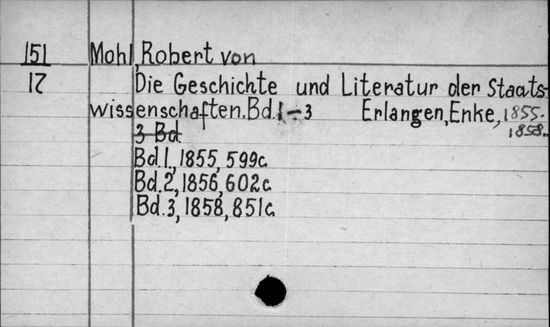 151 Mohl, Robert von
17 Die Geschichte und Literatur der Staats-
wissenschaften. Bd. 1-3 Erlangen, Enke, 1855-
1858.
3 Bd.
Bd. 1, 1855, 599c.
Bd. 2, 1856, 602c.
Bd. 3, 1858, 851c.